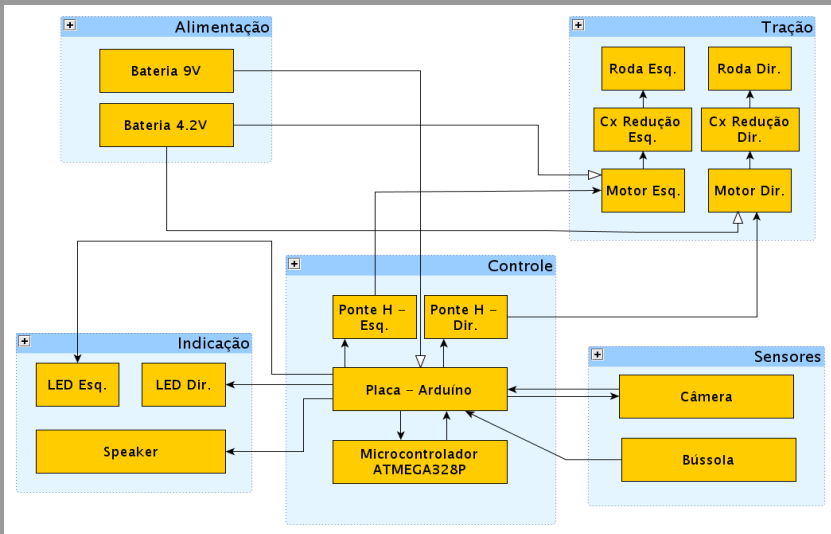 Alimentação
Bateria 9V
Bateria 4.2V
Tração
Roda Esq.
Roda Dir.
Cx Redução
Esq.
Cx Redução
Dir.
Motor Esq.
Motor Dir.
Controle
Ponte H –
Esq.
Ponte H –
Dir.
Placa – Arduíno
Microcontrolador
ATMEGA328P
Indicação
LED Esq.
LED Dir.
Speaker
Sensores
Câmera
Bússola